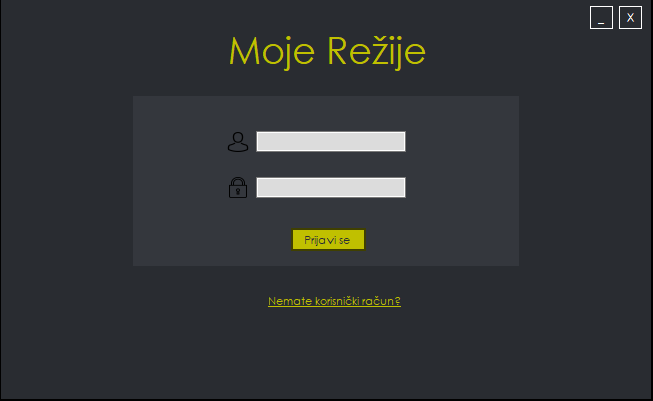 _ X
Moje Režije
Prijavi se
Nemate korisnički račun?